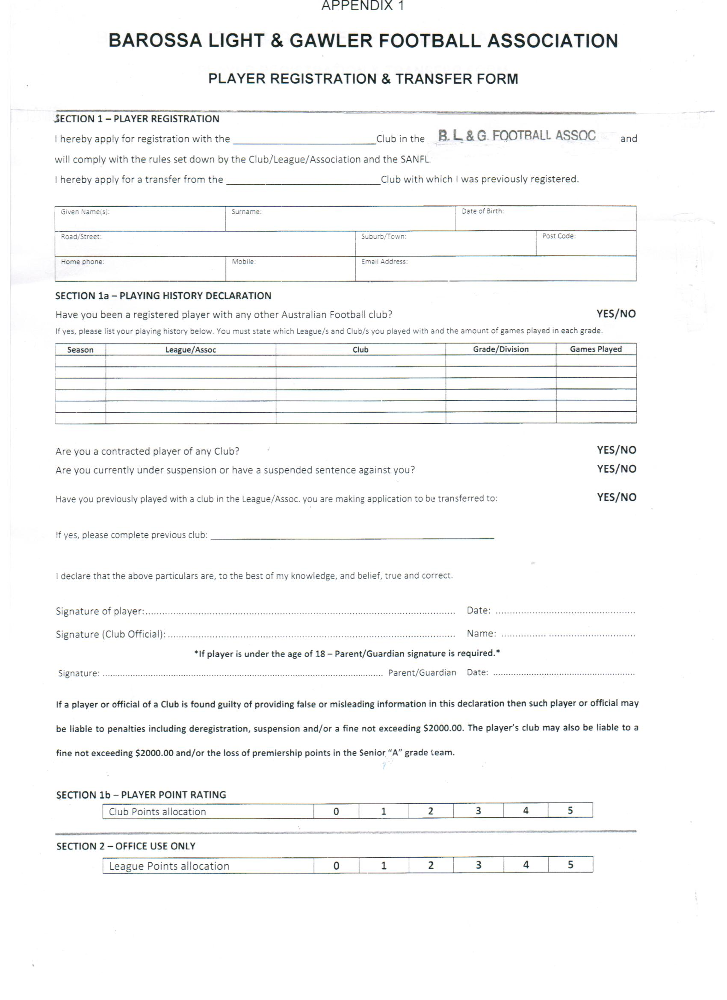 APPENDIX 1
BAROSSA LIGHT & GAWLER FOOTBALL ASSOCIATION
PLAYER REGISTRATION & TRANSFER FORM
SECTION 1 – PLAYER REGISTRATION
I hereby apply for registration with the ____________________ Club in the B. L & G. FOOTBALL ASSOC and
will comply with the rules set down by the Club/League/Association and the SANFL.
I hereby apply for a transfer from the ____________________ Club with which I was previously registered.
Given Name(s): Surname: Date of Birth:
Road/Street: Suburb/Town: Post Code:
Home phone: Mobile: Email Address:
SECTION 1a – PLAYING HISTORY DECLARATION
Have you been a registered player with any other Australian Football club? YES/NO
If yes, please list your playing history below. You must state which League/s and Club/s you played with and the amount of games played in each grade.
Season League/Assoc Club Grade/Division Games Played
Are you a contracted player of any Club? YES/NO
Are you currently under suspension or have a suspended sentence against you? YES/NO
Have you previously played with a club in the League/Assoc. you are making application to be transferred to: YES/NO
If yes, please complete previous club: ____________________
I declare that the above particulars are, to the best of my knowledge, and belief, true and correct.
Signature of player:.............................. Date: ....................
Signature (Club Official): .............................. Name: ....................
*If player is under the age of 18 – Parent/Guardian signature is required.*
Signature: .............................. Parent/Guardian Date: ....................
If a player or official of a Club is found guilty of providing false or misleading information in this declaration then such player or official may
be liable to penalties including deregistration, suspension and/or a fine not exceeding $2000.00. The player’s club may also be liable to a
fine not exceeding $2000.00 and/or the loss of premiership points in the Senior “A” grade team.
SECTION 1b – PLAYER POINT RATING
Club Points allocation 0 1 2 3 4 5
SECTION 2 – OFFICE USE ONLY
League Points allocation 0 1 2 3 4 5